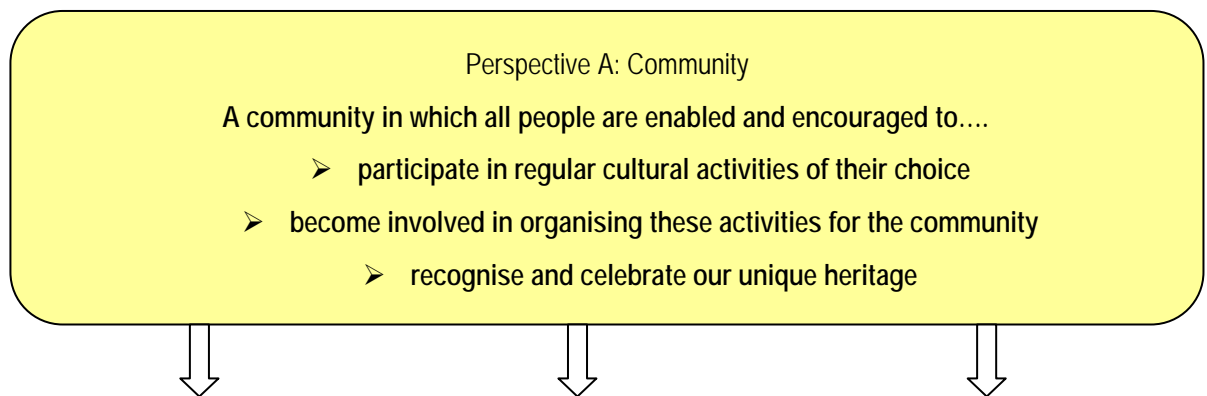 Perspective A: Community
A community in which all people are enabled and encouraged to….
➢ participate in regular cultural activities of their choice
➢ become involved in organising these activities for the community
➢ recognise and celebrate our unique heritage